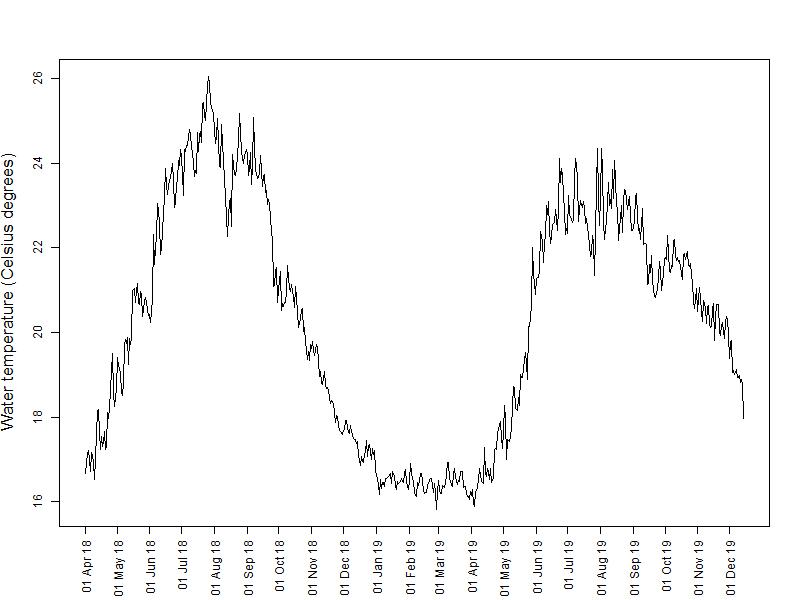 Water temperature (Celsius degrees)
26
24
22
20
18
16
01 Apr 18
01 May 18
01 Jun 18
01 Jul 18
01 Aug 18
01 Sep 18
01 Oct 18
01 Nov 18
01 Dec 18
01 Jan 19
01 Feb 19
01 Mar 19
01 Apr 19
01 May 19
01 Jun 19
01 Jul 19
01 Aug 19
01 Sep 19
01 Oct 19
01 Nov 19
01 Dec 19